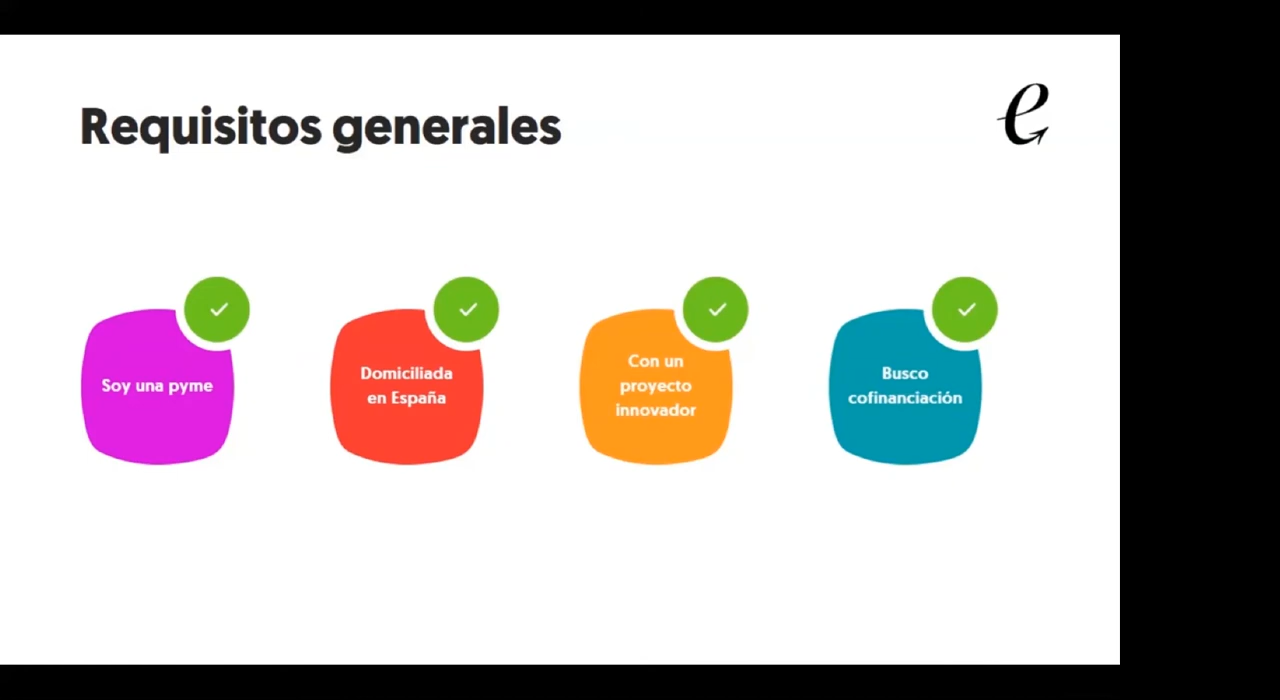 Requisitos generales
e
Soy una pyme
Domiciliada
en España
Con un
proyecto
innovador
Busco
cofinanciación